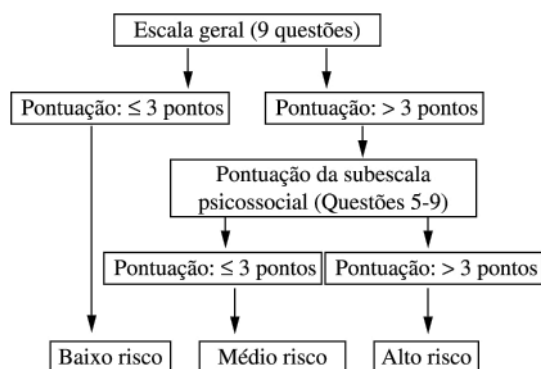 Escala geral (9 questões)
Pontuação: ≤ 3 pontos
Pontuação: > 3 pontos
Pontuação da subescala
psicossocial (Questões 5-9)
Pontuação: ≤ 3 pontos
Pontuação: > 3 pontos
Baixo risco
Médio risco
Alto risco